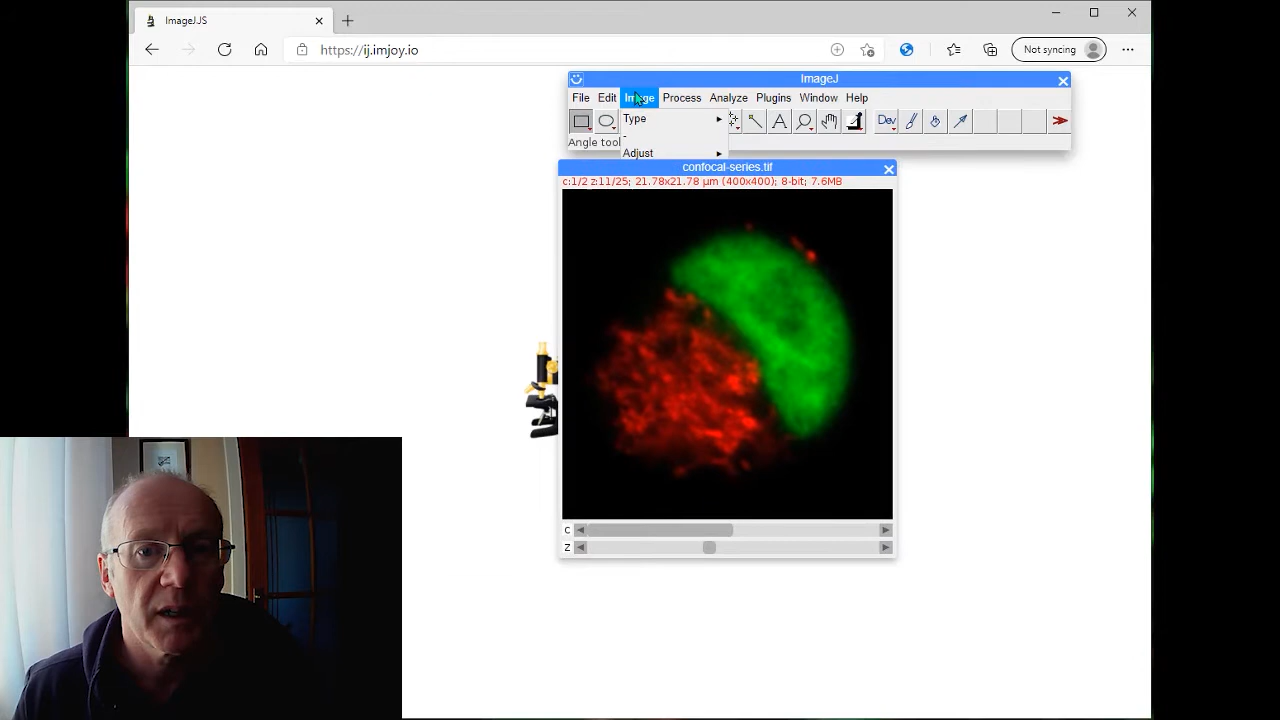 ImageJ.JS
https://ij.imjoy.io
Not syncing
ImageJ
File Edit Image Process Analyze Plugins Window Help
Dev
Angle tool
Type
-
Adjust
confocal-series.tif
c:1/2 z:11/25; 21.78x21.78 µm (400x400); 8-bit; 7.6MB
C
Z